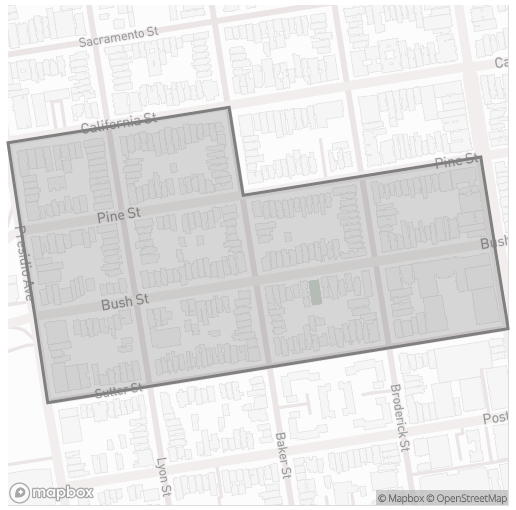 Sacramento St
Ca
California St
Pine St
Pine St
Presidio Ave
Bush
Bush St
Sutter St
Broderick St
Post
Baker St
Lyon St
mapbox
© Mapbox © OpenStreetMap